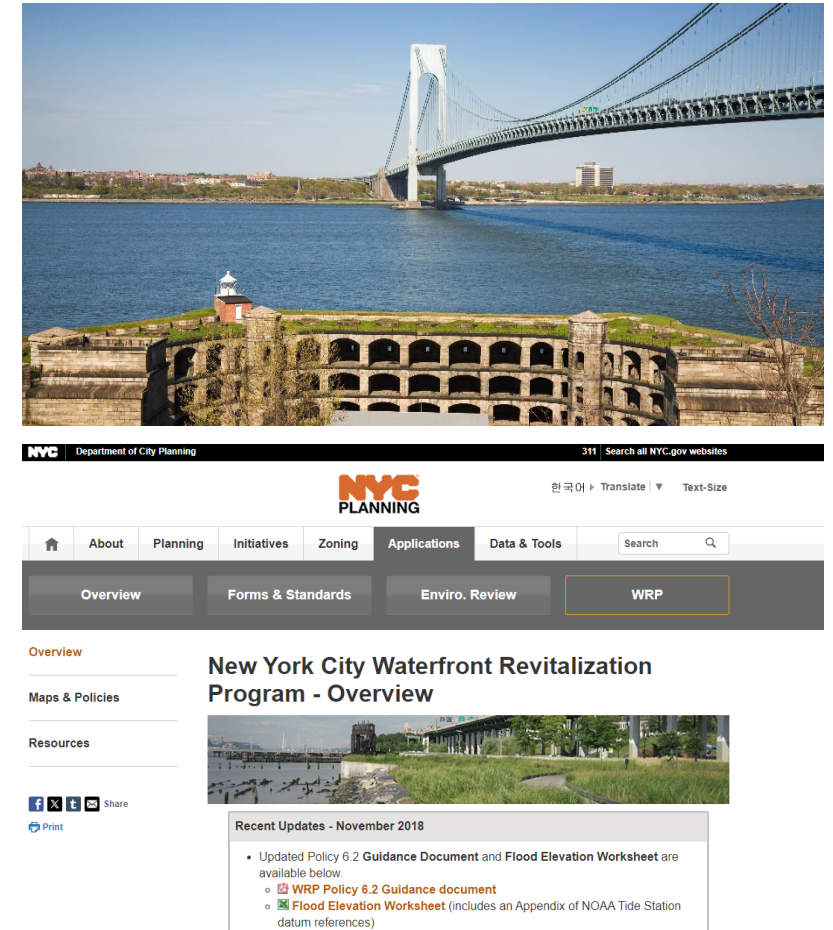 NYC Department of City Planning 311 Search all NYC.gov websites
NYC
PLANNING
한국어 Translate ▼ Text-Size
About Planning Initiatives Zoning Applications Data & Tools Search
Overview Forms & Standards Enviro. Review WRP
Overview
Maps & Policies
Resources
Share
Print
New York City Waterfront Revitalization
Program - Overview
Recent Updates - November 2018
Updated Policy 6.2 Guidance Document and Flood Elevation Worksheet are
available below.
WRP Policy 6.2 Guidance document
Flood Elevation Worksheet (includes an Appendix of NOAA Tide Station
datum references)